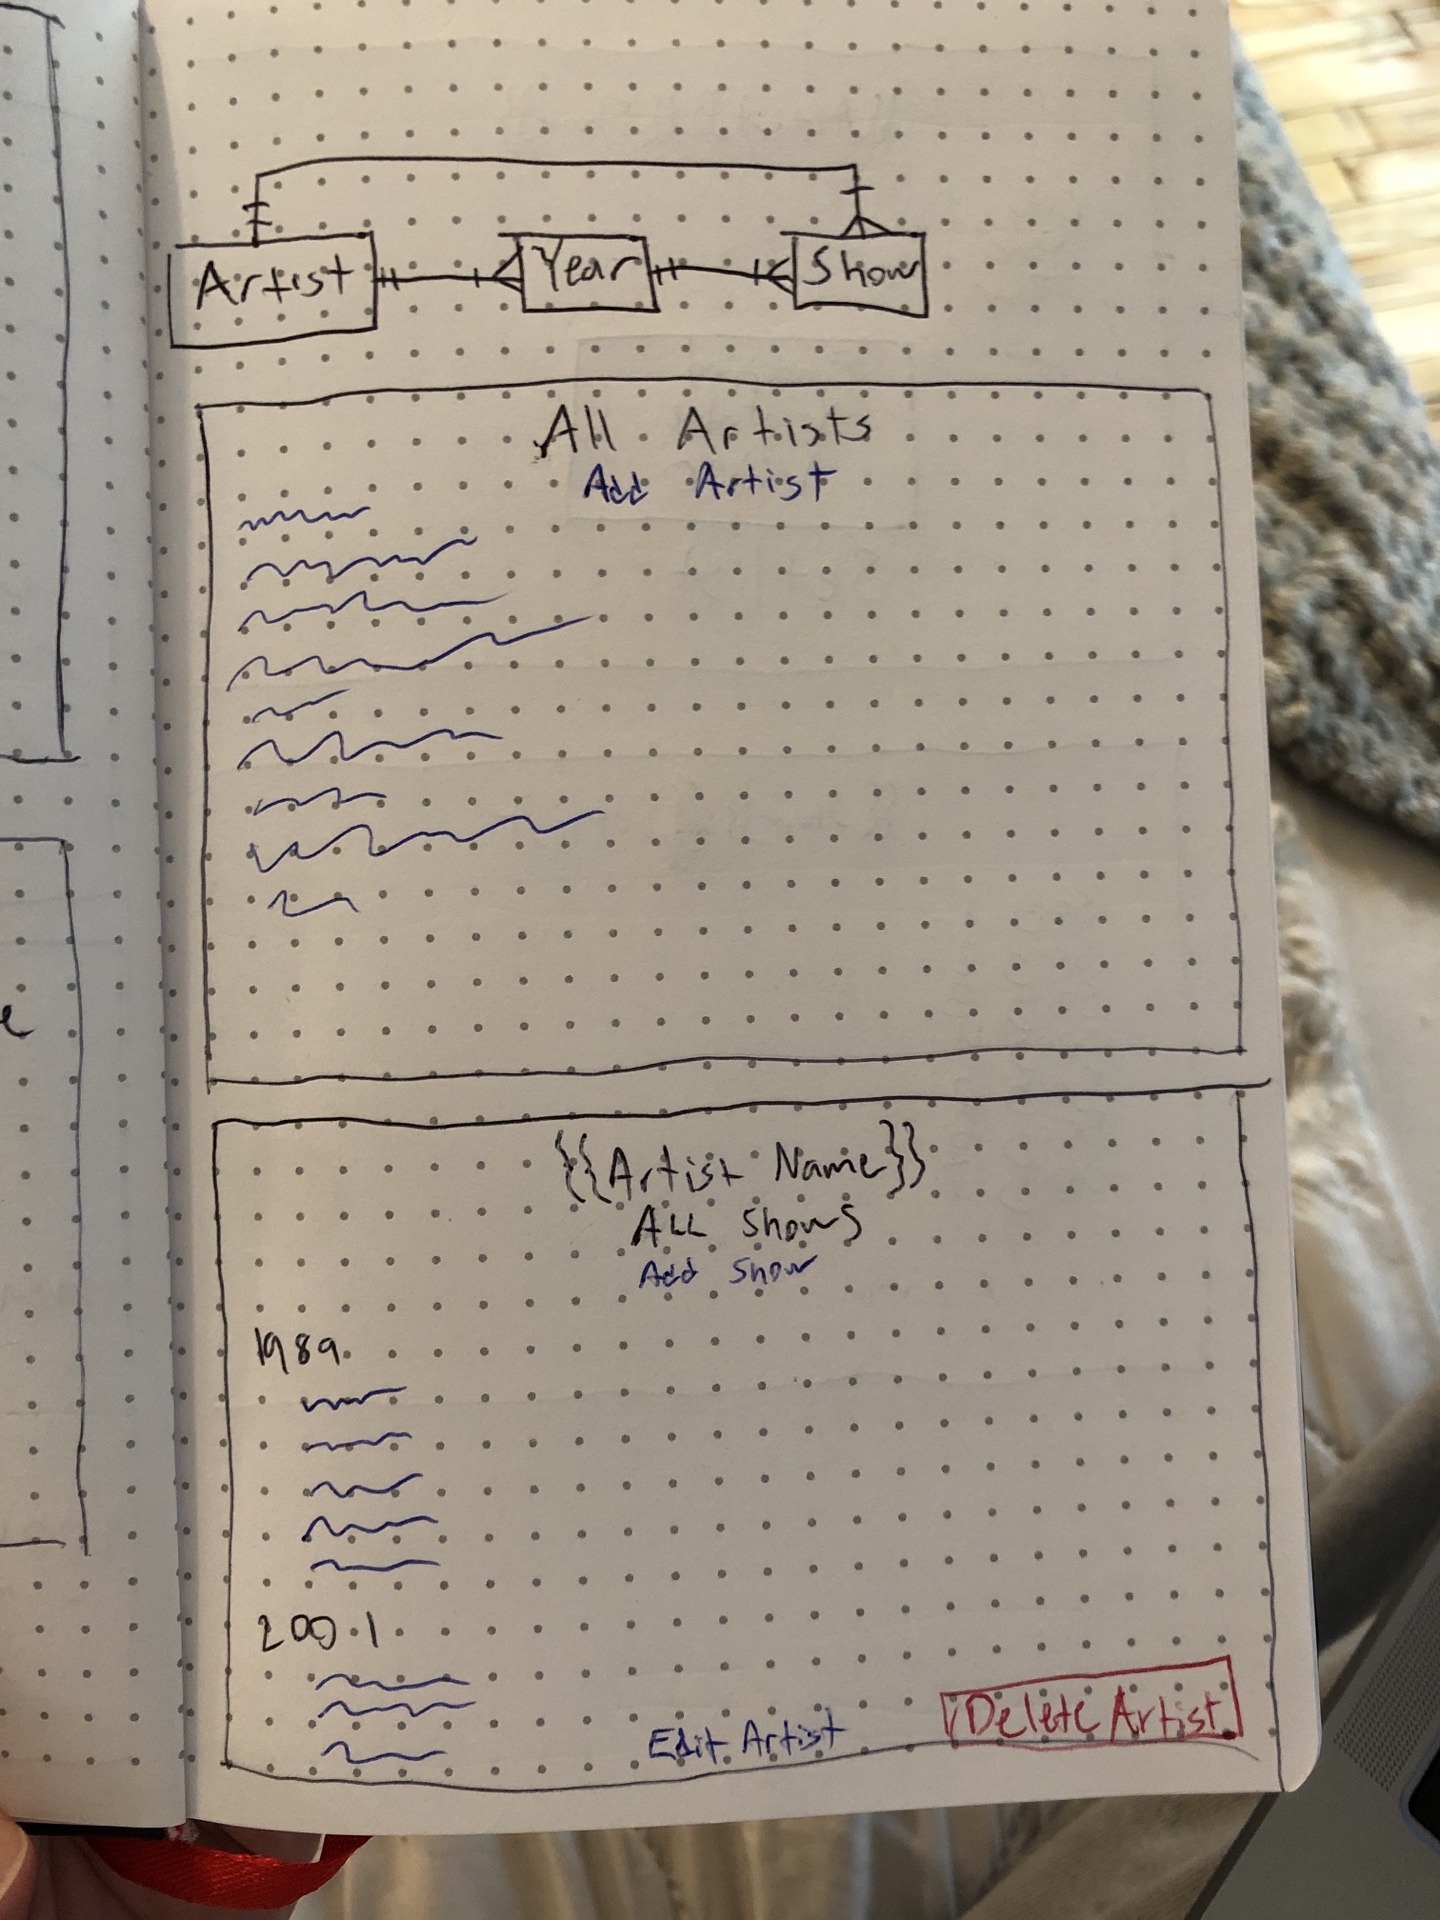 Artist Year Show
All Artists
Add Artist
{{Artist Name}}
ALL Shows
Add Show
1989
2001
Edit Artist
Delete Artist
e